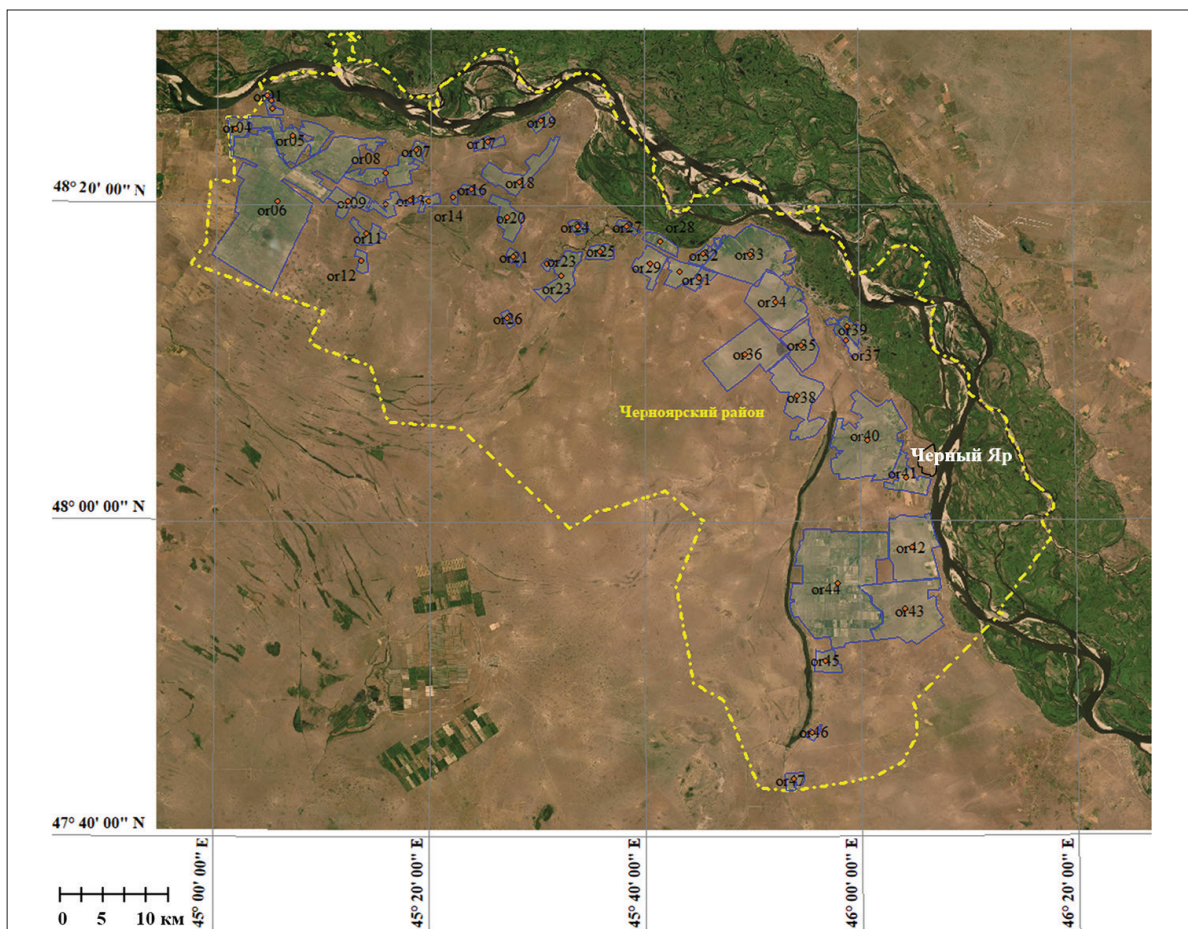 or01
or04
or05
or19
or17
or07
or08
48° 20' 00" N
or18
or16
or06
or09
or13
or14
or20
or24
or27
or28
or11
or33
or12
or21
or23
or25
or29
or32
or23
or31
or34
or26
or39
or36
or35
or37
or38
Черноярский район
or40
Черный Яр
or41
48° 00' 00" N
or42
or44
or43
or45
or46
or47
47° 40' 00" N
45° 00' 00" E
45° 20' 00" E
45° 40' 00" E
46° 00' 00" E
46° 20' 00" E
0 5 10 км